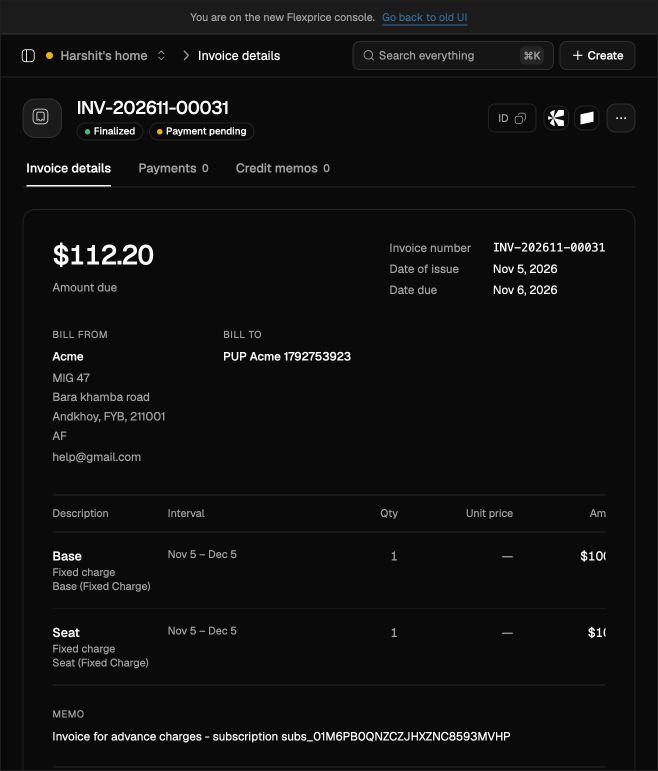 You are on the new Flexprice console. Go back to old UI
Harshit's home Invoice details Search everything ⌘K + Create
INV-202611-00031
Finalized Payment pending ID
Invoice details Payments 0 Credit memos 0
$112.20
Amount due
Invoice number INV-202611-00031
Date of issue Nov 5, 2026
Date due Nov 6, 2026
BILL FROM
Acme
MIG 47
Bara khamba road
Andkhoy, FYB, 211001
AF
help@gmail.com
BILL TO
PUP Acme 1792753923
Description Interval Qty Unit price
Base Nov 5 – Dec 5 1 —
Fixed charge
Base (Fixed Charge)
Seat Nov 5 – Dec 5 1 —
Fixed charge
Seat (Fixed Charge)
MEMO
Invoice for advance charges - subscription subs_01M6PB0QNZCZJHXZNC8593MVHP